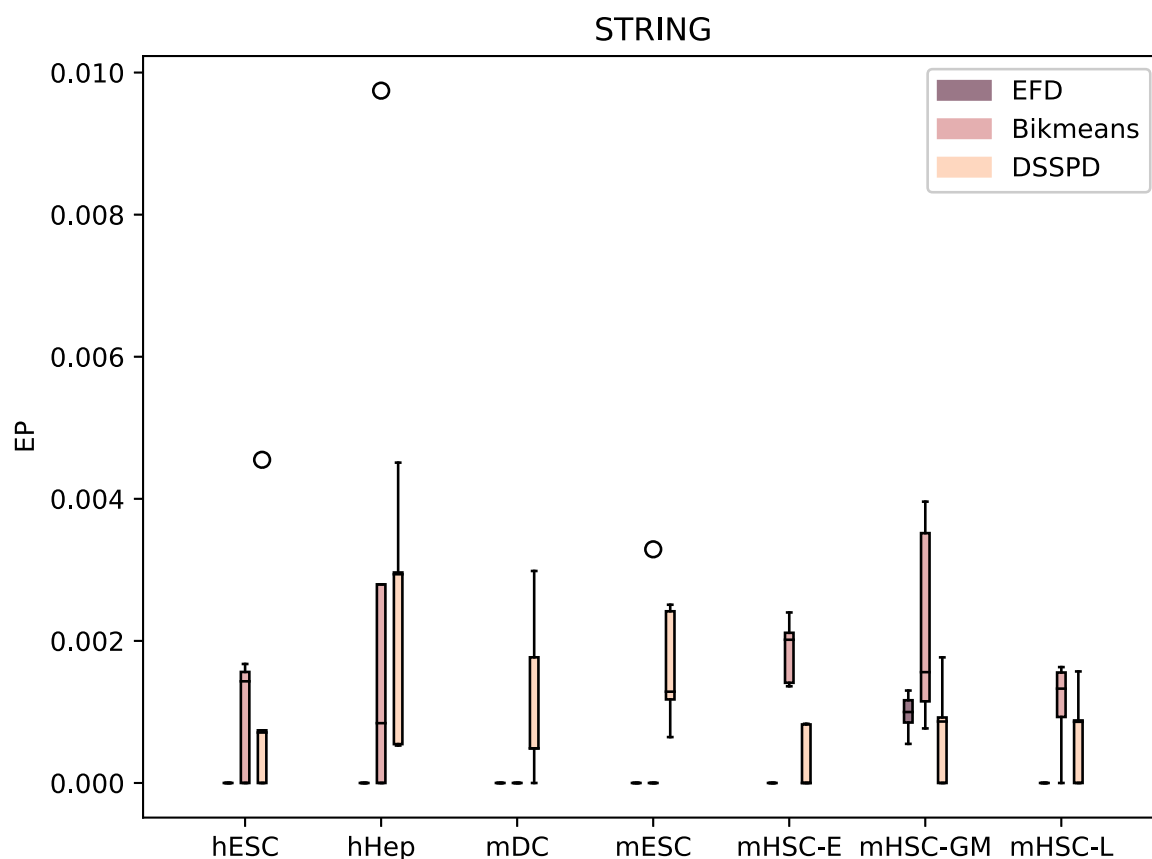 STRING
0.010
0.008
0.006
0.004
0.002
0.000
EP
EFD
Bikmeans
DSSPD
hESC hHep mDC mESC mHSC-E mHSC-GM mHSC-L